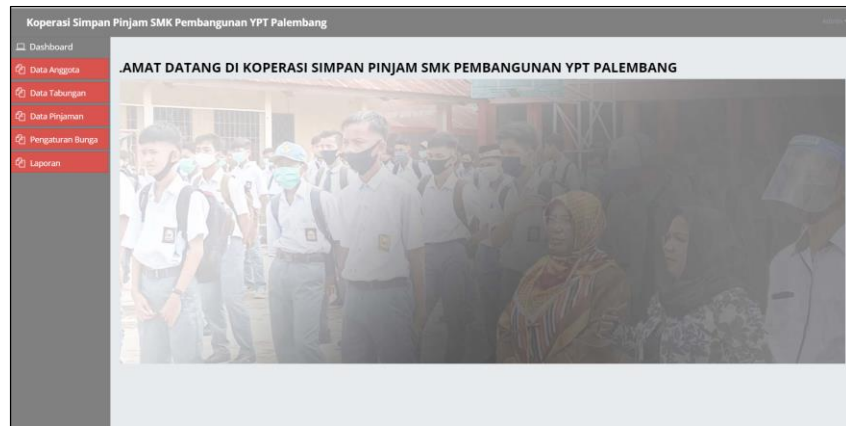 Koperasi Simpan Pinjam SMK Pembangunan YPT Palembang
Dashboard
Data Anggota
Data Tabungan
Data Pinjaman
Pengaturan Bunga
Laporan
.AMAT DATANG DI KOPERASI SIMPAN PINJAM SMK PEMBANGUNAN YPT PALEMBANG